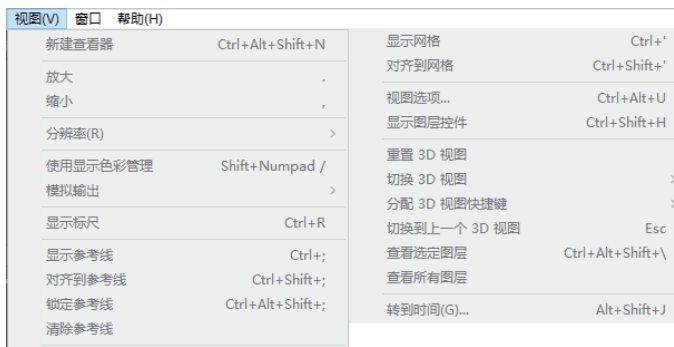 视图(V) 窗口 帮助(H)
新建查看器 Ctrl+Alt+Shift+N
放大 .
缩小 ,
分辨率(R)
使用显示色彩管理 Shift+Numpad /
模拟输出
显示标尺 Ctrl+R
显示参考线 Ctrl+;
对齐到参考线 Ctrl+Shift+;
锁定参考线 Ctrl+Alt+Shift+;
清除参考线
显示网格 Ctrl+'
对齐到网格 Ctrl+Shift+'
视图选项... Ctrl+Alt+U
显示图层控件 Ctrl+Shift+H
重置 3D 视图
切换 3D 视图
分配 3D 视图快捷键
切换到上一个 3D 视图 Esc
查看选定图层 Ctrl+Alt+Shift+\
查看所有图层
转到时间(G)... Alt+Shift+J